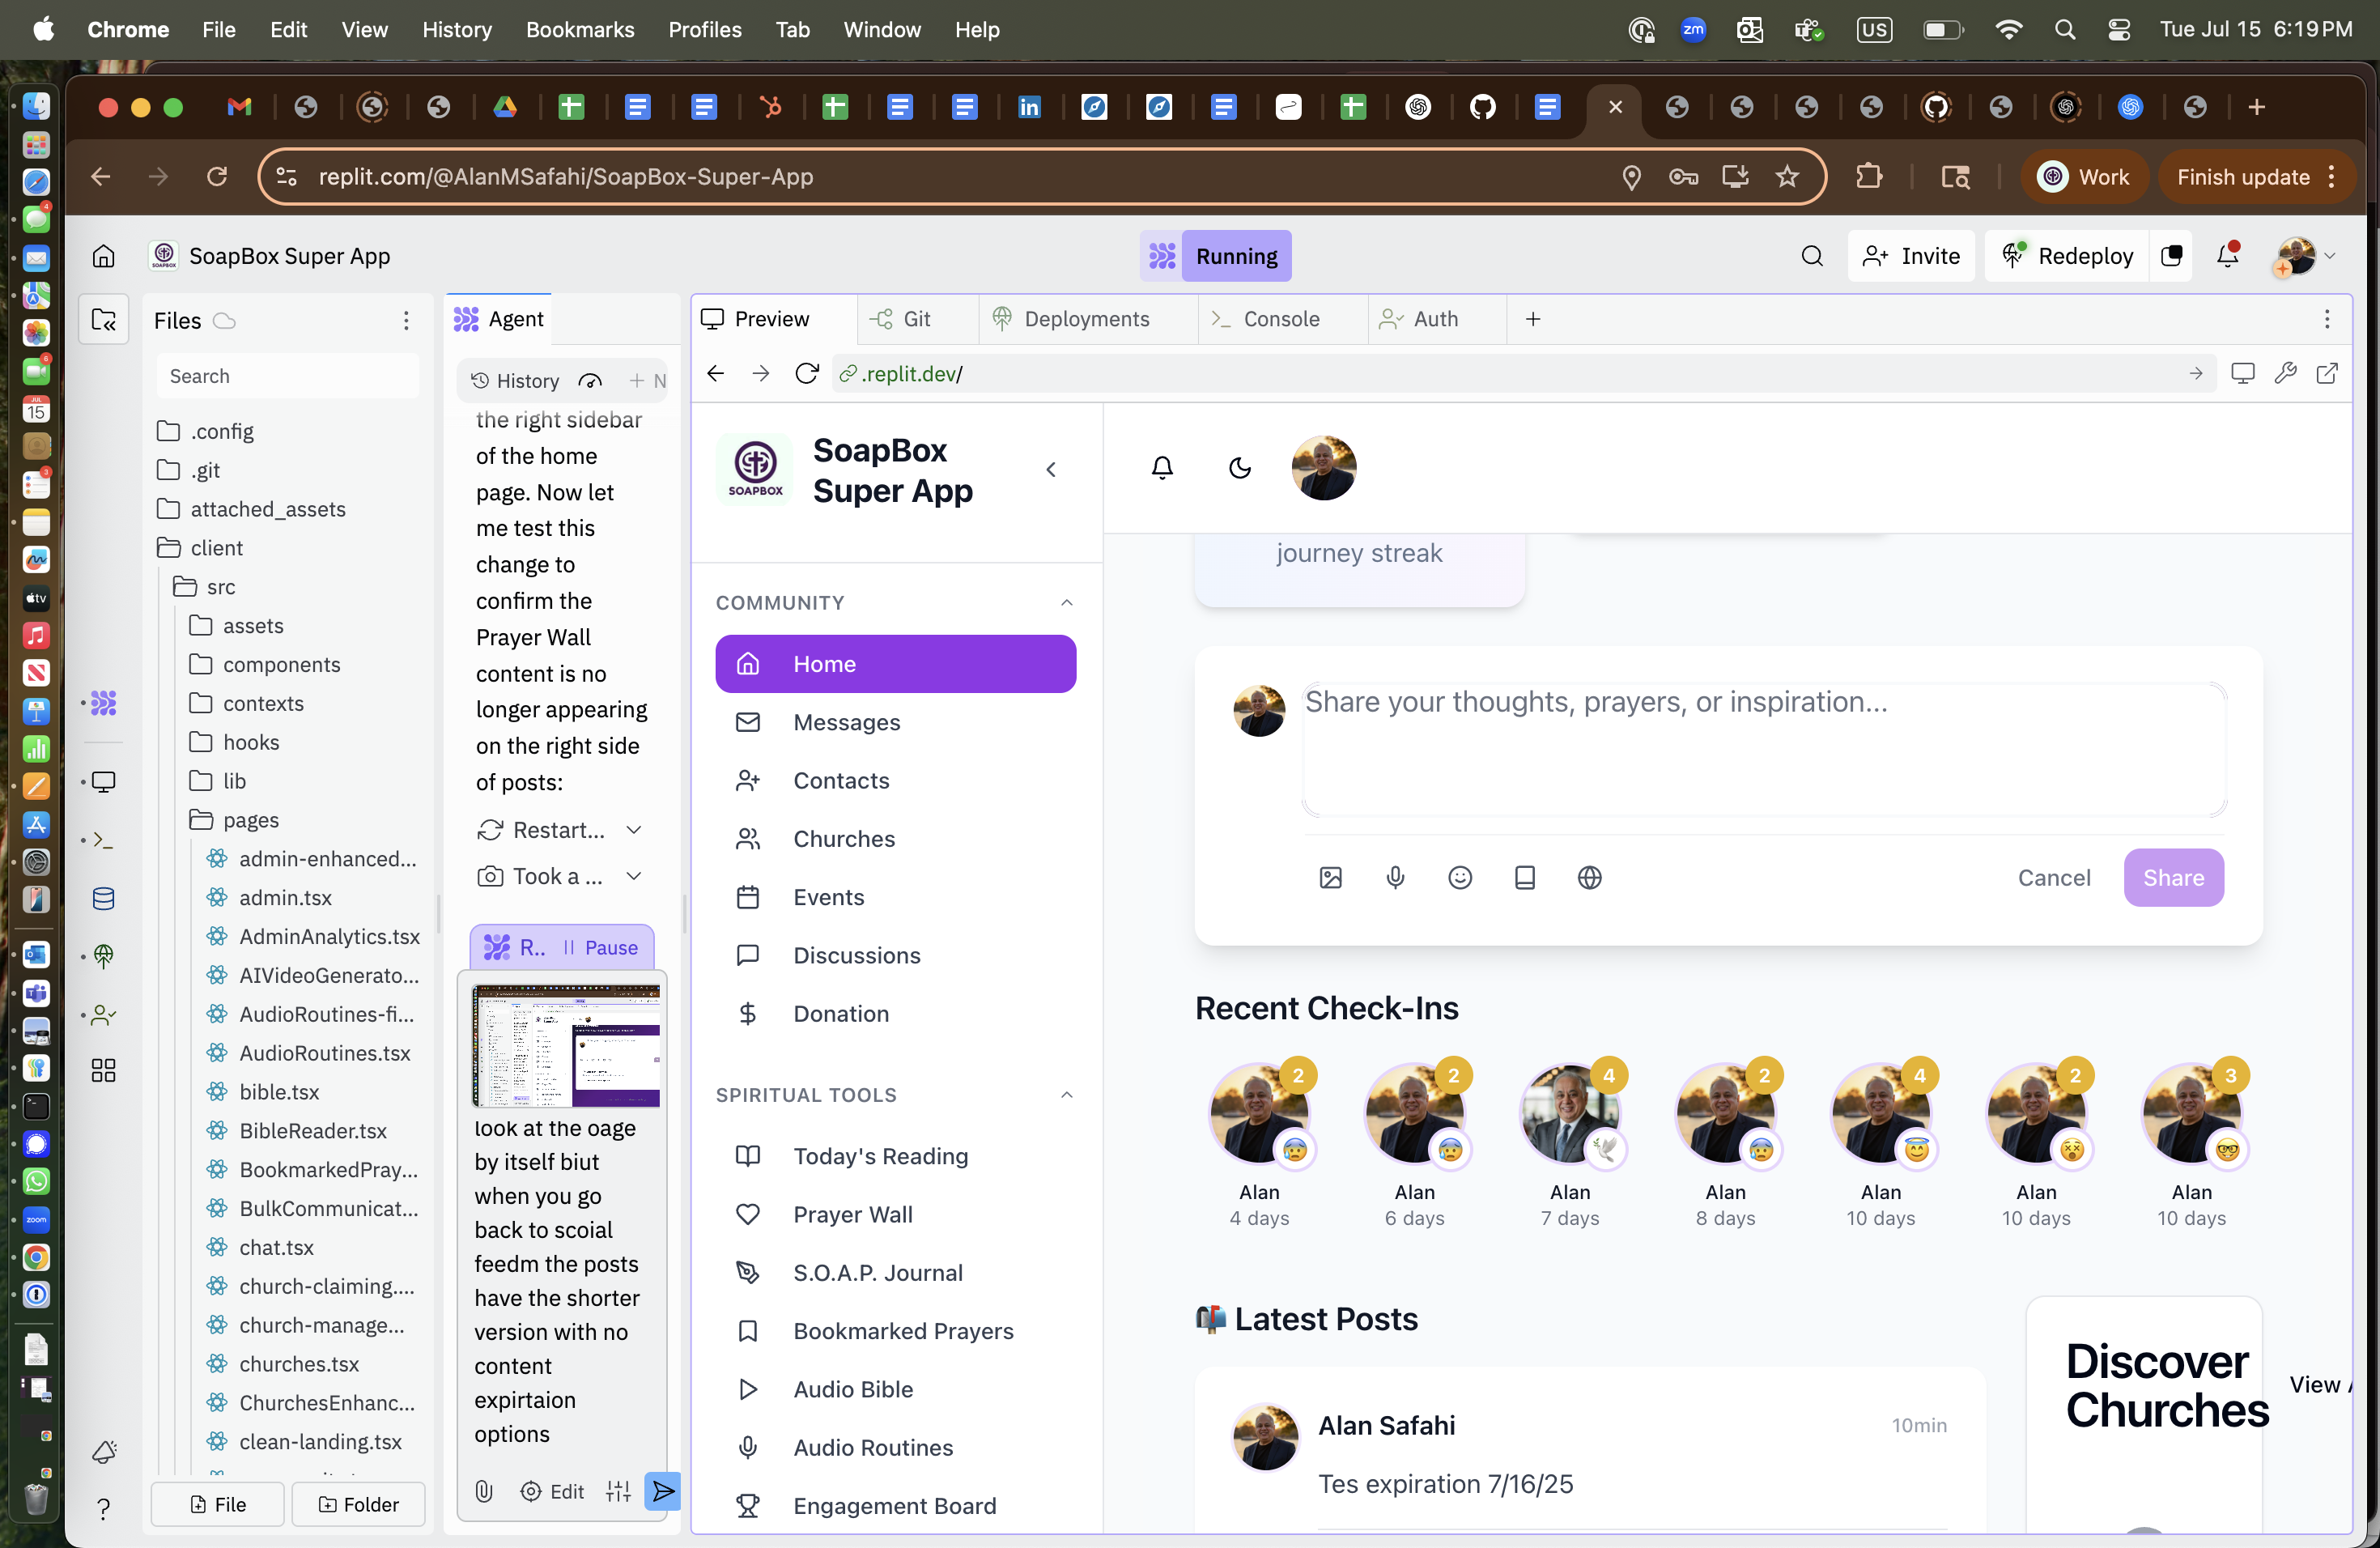 Chrome File Edit View History Bookmarks Profiles Tab Window Help
zm US Tue Jul 15 6:19 PM
replit.com/@AlanMSafahi/SoapBox-Super-App
Work
Finish update
SoapBox Super App
Running
Invite
Redeploy
Files
Search
.config
.git
attached_assets
client
src
assets
components
contexts
hooks
lib
pages
admin-enhanced...
admin.tsx
AdminAnalytics.tsx
AIVideoGenerato...
AudioRoutines-fi...
AudioRoutines.tsx
bible.tsx
BibleReader.tsx
BookmarkedPray...
BulkCommunicat...
chat.tsx
church-claiming....
church-manage...
churches.tsx
ChurchesEnhanc...
clean-landing.tsx
File
Folder
Agent
History
N
the right sidebar
of the home
page. Now let
me test this
change to
confirm the
Prayer Wall
content is no
longer appearing
on the right side
of posts:
Restart...
Took a ...
R..
Pause
look at the oage
by itself biut
when you go
back to scoial
feedm the posts
have the shorter
version with no
content
expirtaion
options
Edit
Preview
Git
Deployments
Console
Auth
.replit.dev/
SOAPBOX
SoapBox
Super App
COMMUNITY
Home
Messages
Contacts
Churches
Events
Discussions
Donation
SPIRITUAL TOOLS
Today's Reading
Prayer Wall
S.O.A.P. Journal
Bookmarked Prayers
Audio Bible
Audio Routines
Engagement Board
journey streak
Share your thoughts, prayers, or inspiration...
Cancel
Share
Recent Check-Ins
2 2 4 2 4 2 3
Alan Alan Alan Alan Alan Alan Alan
4 days 6 days 7 days 8 days 10 days 10 days 10 days
Latest Posts
Alan Safahi
10min
Tes expiration 7/16/25
Discover
Churches
View